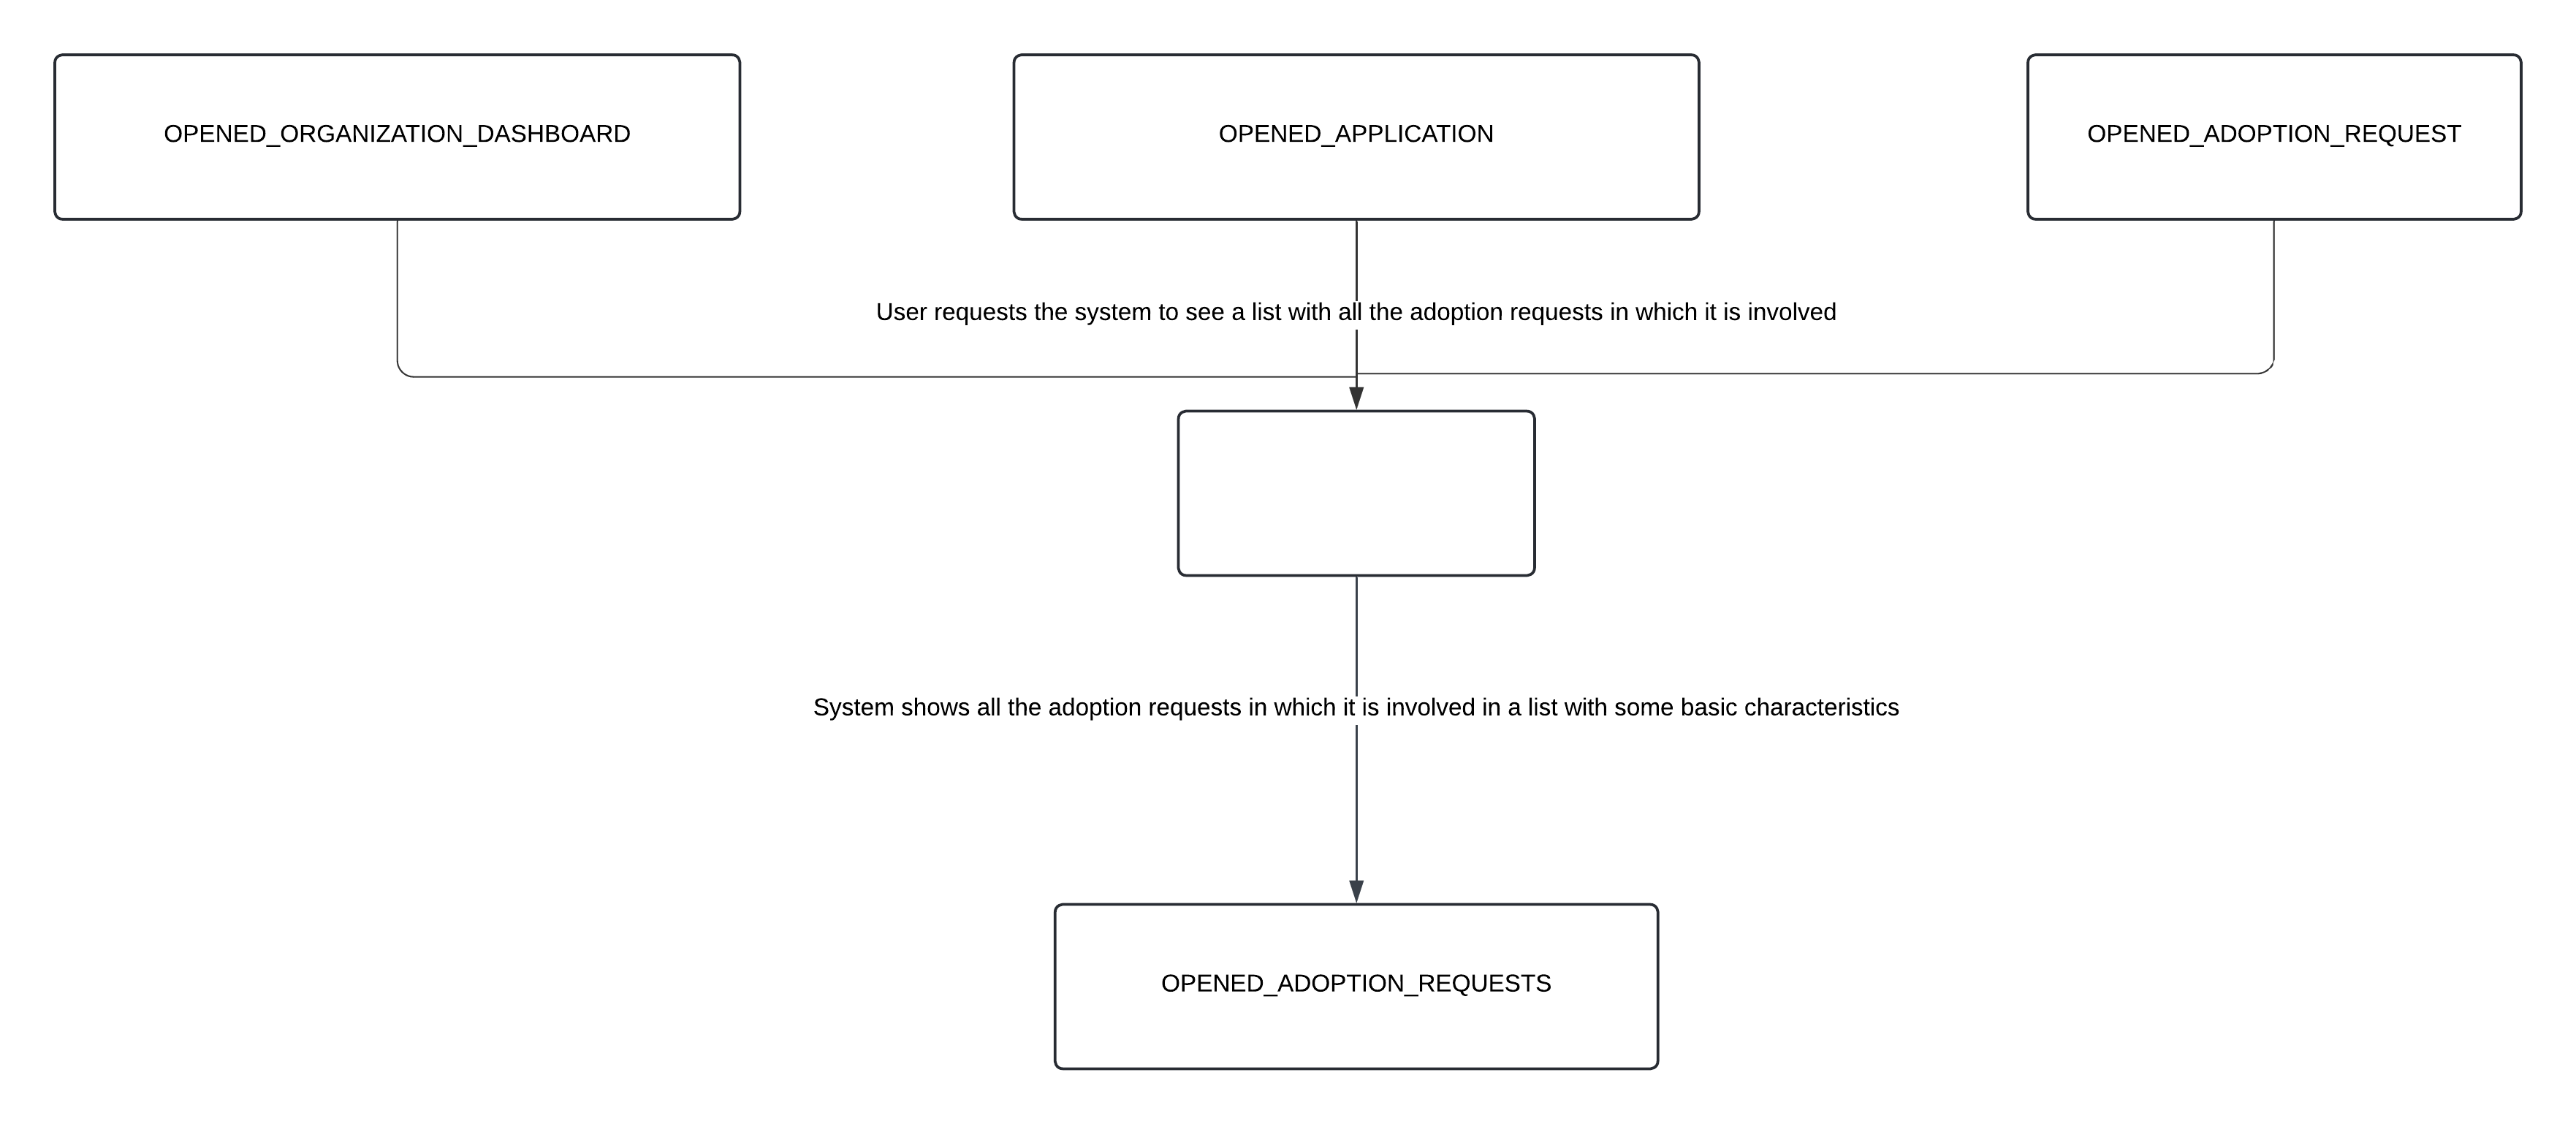 OPENED_ORGANIZATION_DASHBOARD
OPENED_APPLICATION
OPENED_ADOPTION_REQUEST
User requests the system to see a list with all the adoption requests in which it is involved
System shows all the adoption requests in which it is involved in a list with some basic characteristics
OPENED_ADOPTION_REQUESTS